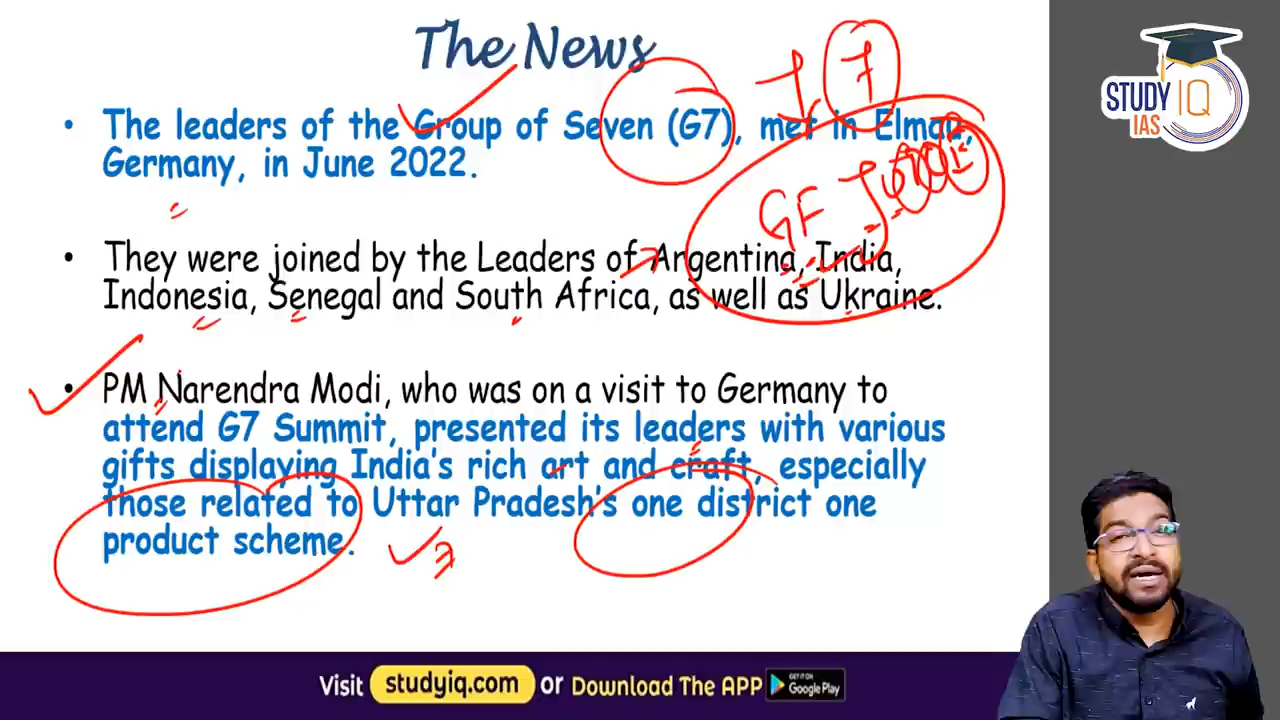 The News
• The leaders of the Group of Seven (G7), met in Elmau,
Germany, in June 2022.
• They were joined by the Leaders of Argentina, India,
Indonesia, Senegal and South Africa, as well as Ukraine.
• PM Narendra Modi, who was on a visit to Germany to
attend G7 Summit, presented its leaders with various
gifts displaying India's rich art and craft, especially
those related to Uttar Pradesh's one district one
product scheme.
7
STUDY IQ
IAS
Visit studyiq.com or Download The APP GET IT ON Google Play